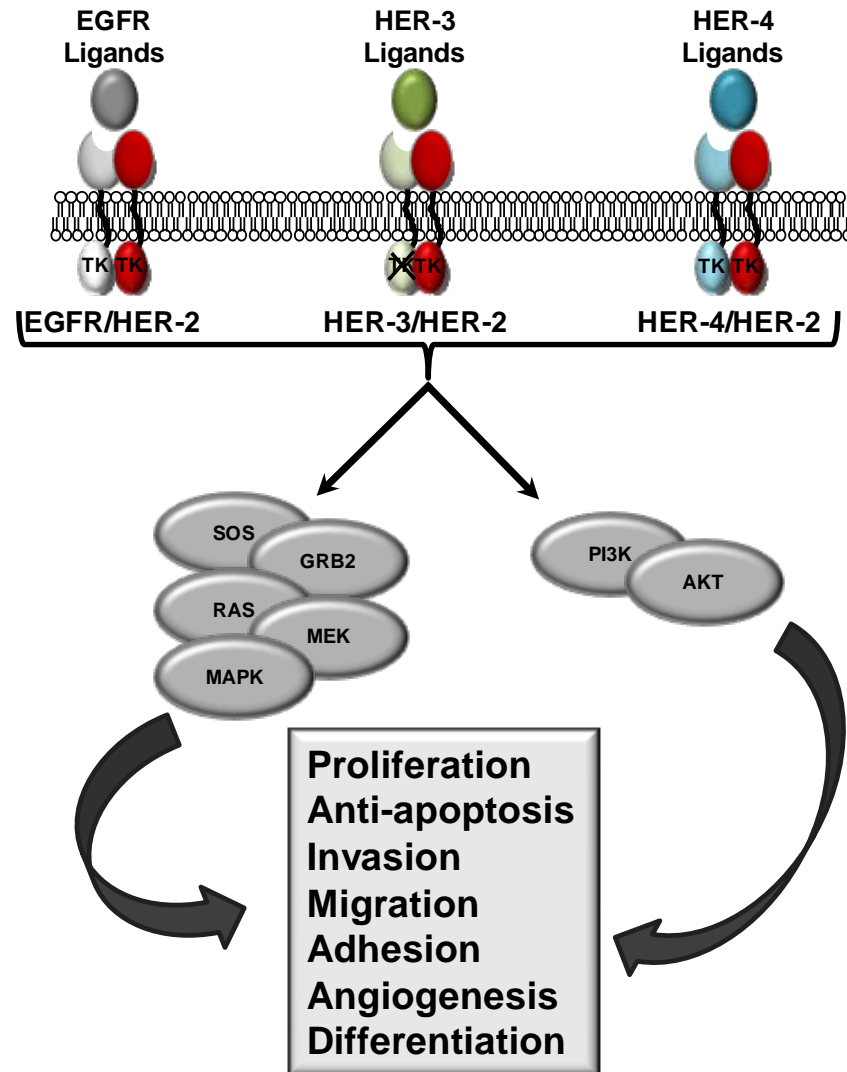 EGFR
Ligands
HER-3
Ligands
HER-4
Ligands
TK
TK
TK
TK
TK
TK
EGFR/HER-2
HER-3/HER-2
HER-4/HER-2
SOS
GRB2
RAS
MEK
MAPK
PI3K
AKT
Proliferation
Anti-apoptosis
Invasion
Migration
Adhesion
Angiogenesis
Differentiation